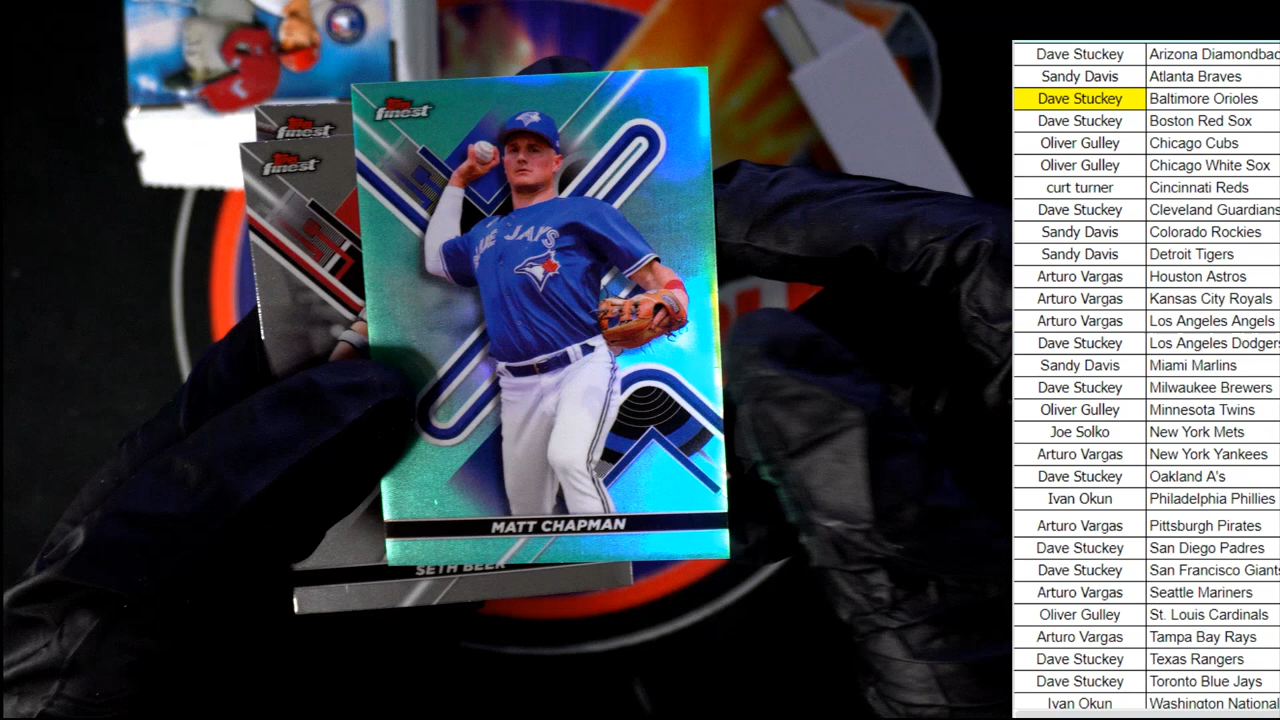 Topps
finest
Topps
finest
Topps
finest
BLUE JAYS
MATT CHAPMAN
SETH BEER
Dave Stuckey Arizona Diamondbac
Sandy Davis Atlanta Braves
Dave Stuckey Baltimore Orioles
Dave Stuckey Boston Red Sox
Oliver Gulley Chicago Cubs
Oliver Gulley Chicago White Sox
curt turner Cincinnati Reds
Dave Stuckey Cleveland Guardians
Sandy Davis Colorado Rockies
Sandy Davis Detroit Tigers
Arturo Vargas Houston Astros
Arturo Vargas Kansas City Royals
Arturo Vargas Los Angeles Angels
Dave Stuckey Los Angeles Dodgers
Sandy Davis Miami Marlins
Dave Stuckey Milwaukee Brewers
Oliver Gulley Minnesota Twins
Joe Solko New York Mets
Arturo Vargas New York Yankees
Dave Stuckey Oakland A's
Ivan Okun Philadelphia Phillies
Arturo Vargas Pittsburgh Pirates
Dave Stuckey San Diego Padres
Dave Stuckey San Francisco Giants
Arturo Vargas Seattle Mariners
Oliver Gulley St. Louis Cardinals
Arturo Vargas Tampa Bay Rays
Dave Stuckey Texas Rangers
Dave Stuckey Toronto Blue Jays
Ivan Okun Washington National